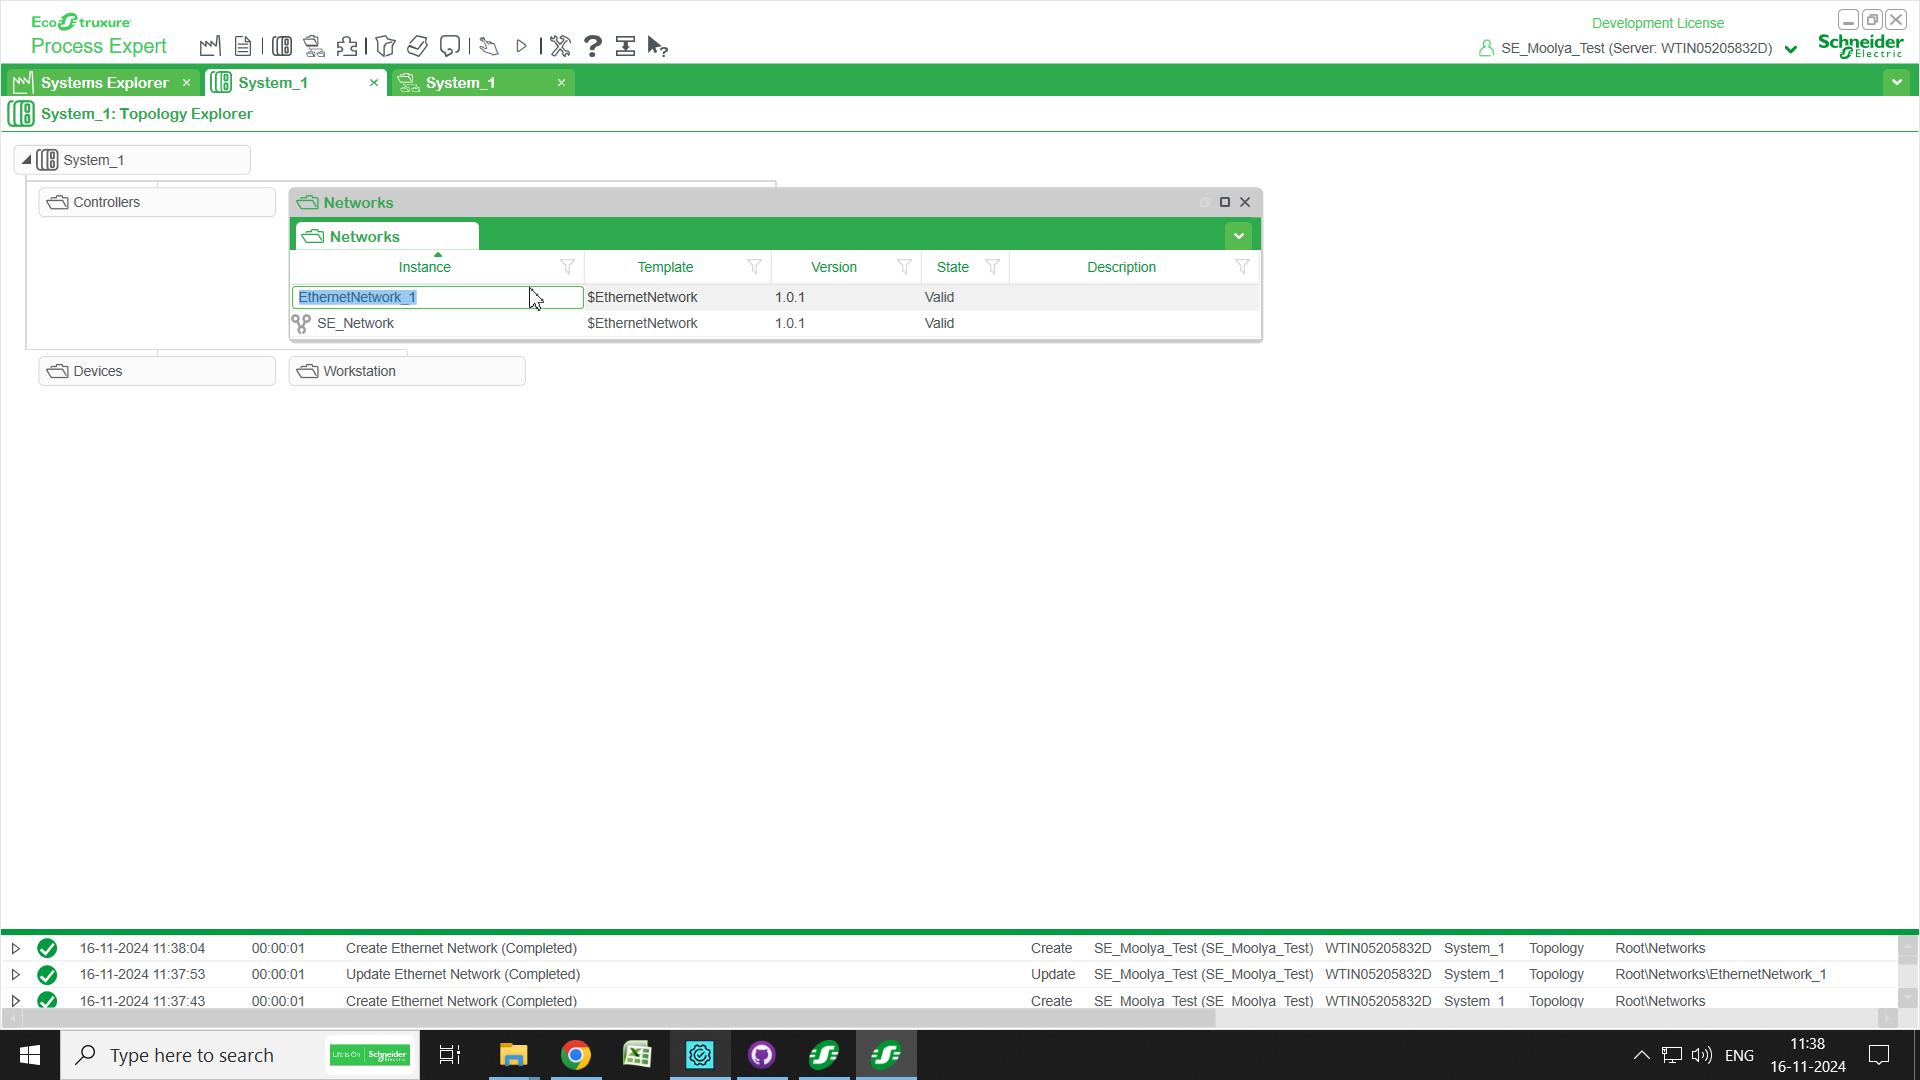 EcoStruxure
Process Expert
Development License
SE_Moolya_Test (Server: WTIN05205832D)
Schneider
Electric
Systems Explorer
System_1
System_1
System_1: Topology Explorer
System_1
Controllers
Networks
Networks
Instance Template Version State Description
EthernetNetwork_1 $EthernetNetwork 1.0.1 Valid
SE_Network $EthernetNetwork 1.0.1 Valid
Devices
Workstation
16-11-2024 11:38:04 00:00:01 Create Ethernet Network (Completed) Create SE_Moolya_Test (SE_Moolya_Test) WTIN05205832D System_1 Topology Root\Networks
16-11-2024 11:37:53 00:00:01 Update Ethernet Network (Completed) Update SE_Moolya_Test (SE_Moolya_Test) WTIN05205832D System_1 Topology Root\Networks\EthernetNetwork_1
16-11-2024 11:37:43 00:00:01 Create Ethernet Network (Completed) Create SE_Moolya_Test (SE_Moolya_Test) WTIN05205832D System_1 Topology Root\Networks
Type here to search
Life Is On Schneider Electric
ENG
11:38
16-11-2024